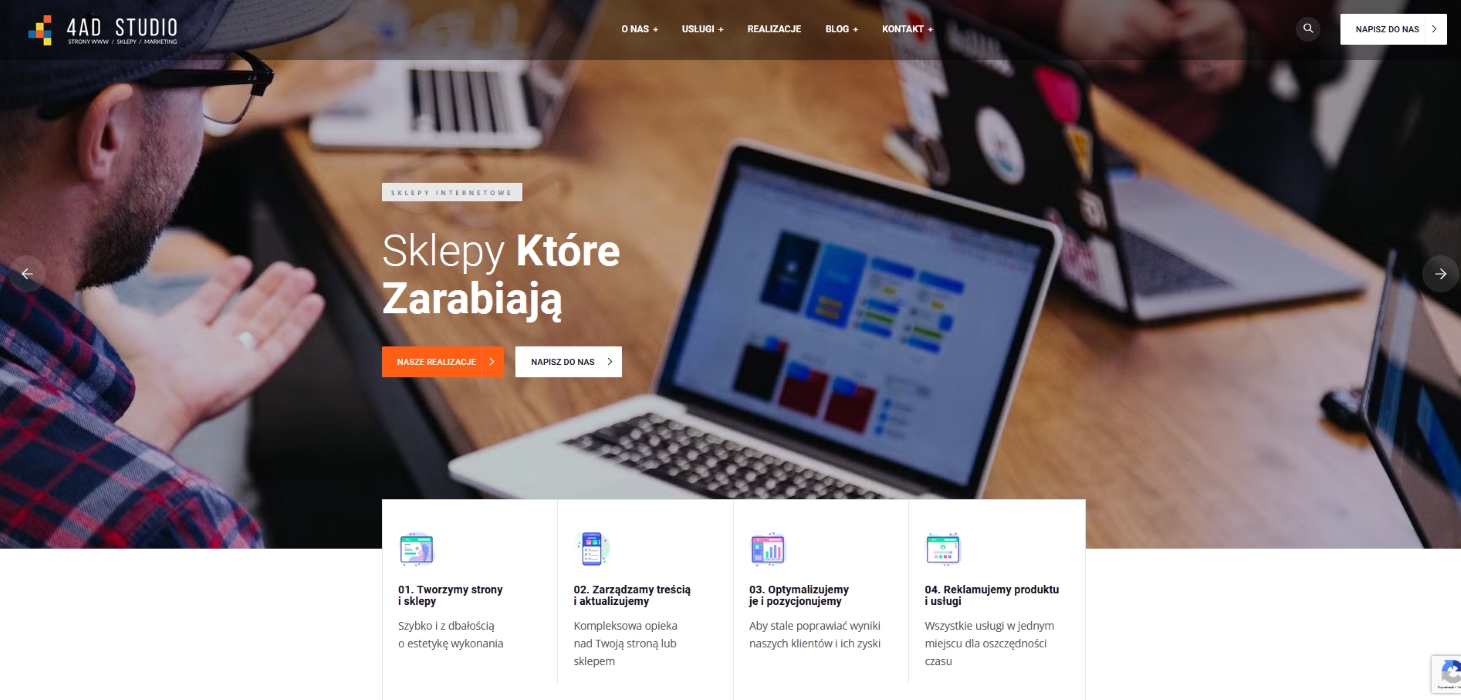 4AD STUDIO
STRONY WWW / SKLEPY / MARKETING
O NAS +
USŁUGI +
REALIZACJE
BLOG +
KONTAKT +
NAPISZ DO NAS
SKLEPY INTERNETOWE
Sklepy Które
Zarabiają
NASZE REALIZACJE
NAPISZ DO NAS
01. Tworzymy strony
i sklepy
Szybko i z dbałością
o estetykę wykonania
02. Zarządzamy treścią
i aktualizujemy
Kompleksowa opieka
nad Twoją stroną lub
sklepem
03. Optymalizujemy
je i pozycjonujemy
Aby stale poprawiać wyniki
naszych klientów i ich zyski
04. Reklamujemy produktu
i usługi
Wszystkie usługi w jednym
miejscu dla oszczędności
czasu